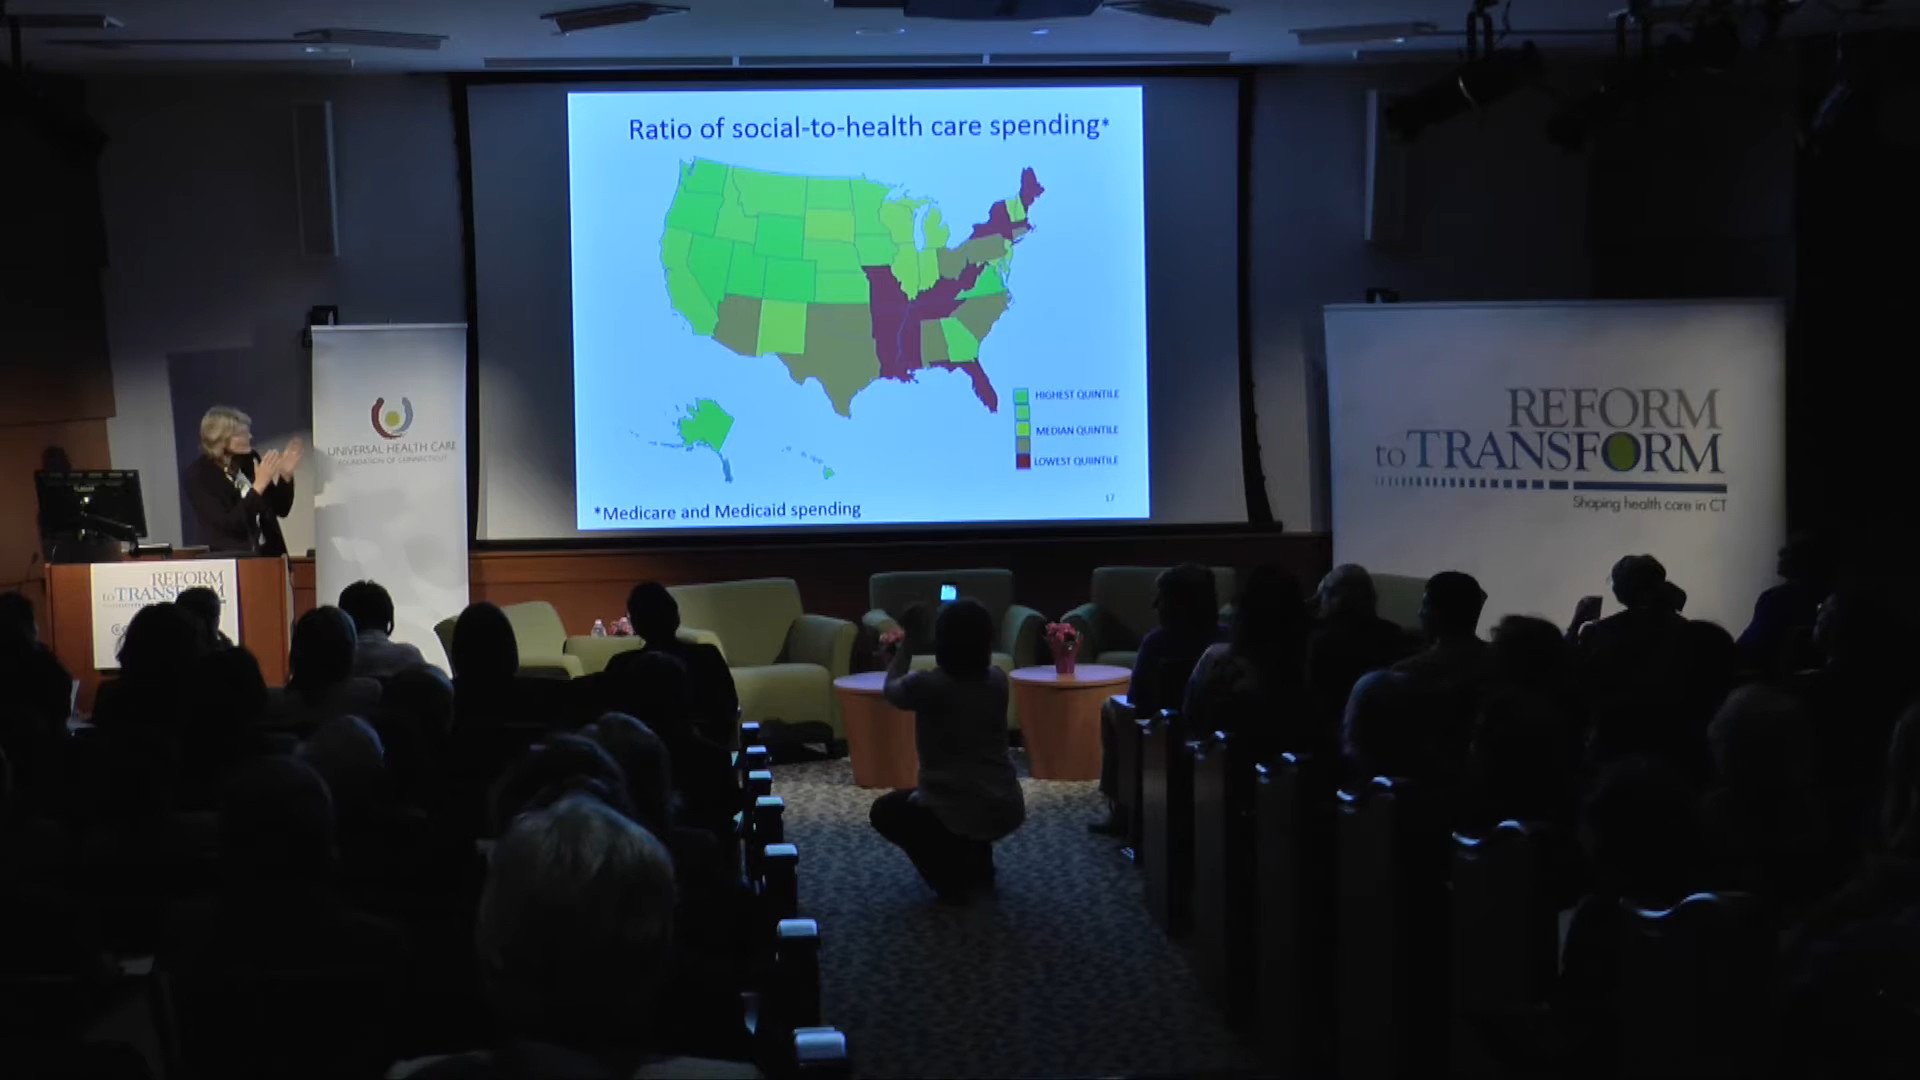 Ratio of social-to-health care spending*
HIGHEST QUINTILE
MEDIAN QUINTILE
LOWEST QUINTILE
17
*Medicare and Medicaid spending
UNIVERSAL HEALTH CARE
FOUNDATION OF CONNECTICUT
REFORM
to TRANSFORM
Shaping health care in CT
REFORM
to TRANSFORM